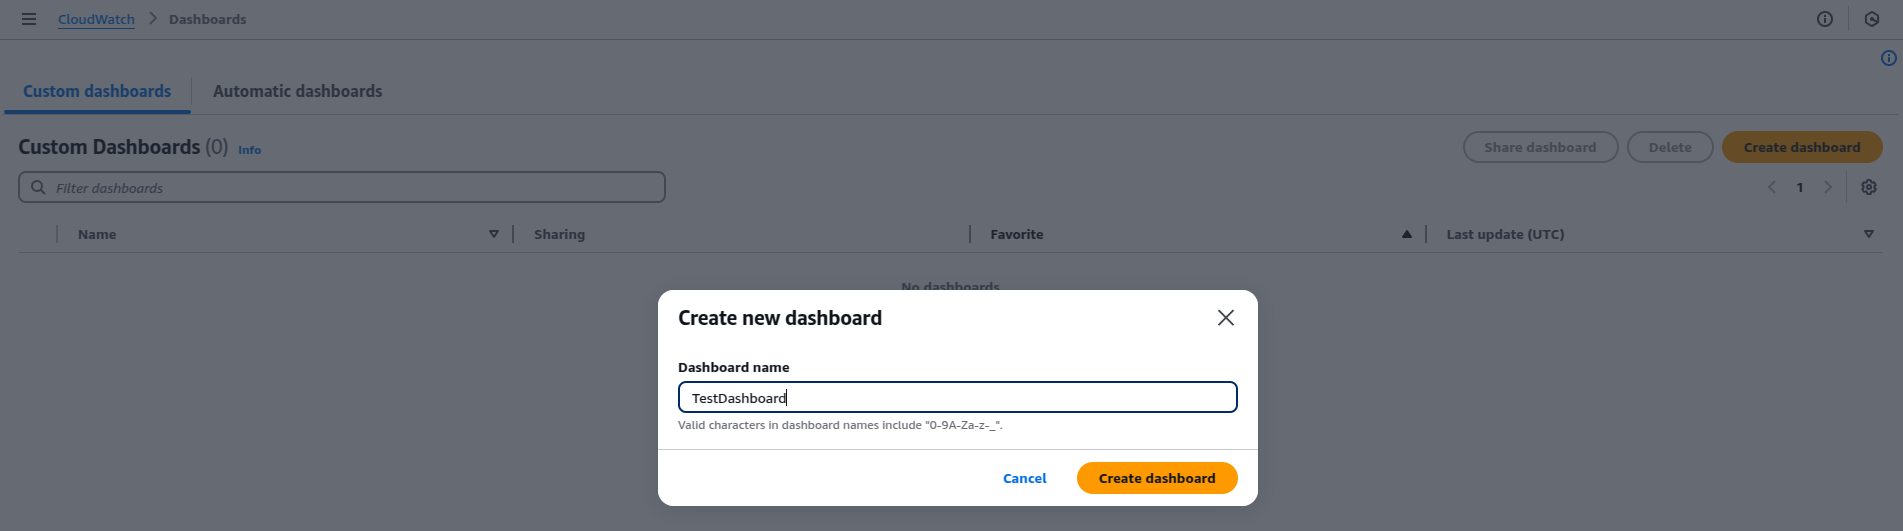 CloudWatch > Dashboards
Custom dashboards Automatic dashboards
Custom Dashboards (0) Info Share dashboard Delete Create dashboard
Filter dashboards 1
Name Sharing Favorite Last update (UTC)
No dashboards
Create new dashboard
Dashboard name
TestDashboard
Valid characters in dashboard names include "0-9A-Za-z-_".
Cancel Create dashboard